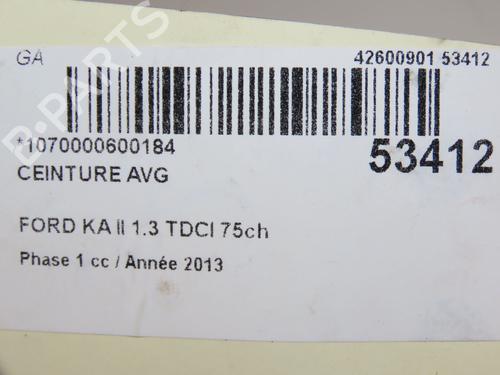 GA 42600901 53412
*1070000600184 53412
CEINTURE AVG
FORD KA II 1.3 TDCI 75ch
Phase 1 cc / Année 2013
B-PARTS